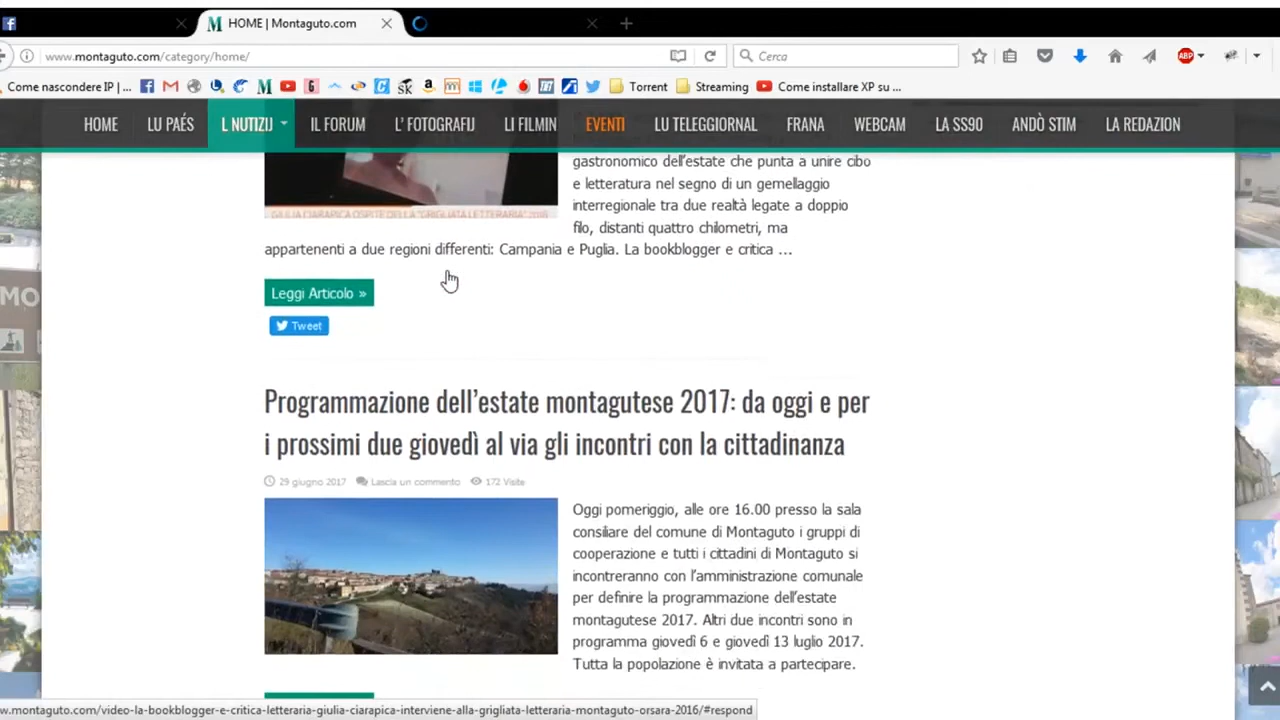 HOME | Montaguto.com
www.montaguto.com/category/home/
Cerca
Come nascondere IP | ...
Torrent
Streaming
Come installare XP su ...
HOME
LU PAÉS
L NUTIZIJ
IL FORUM
L' FOTOGRAFIJ
LI FILMIN
EVENTI
LU TELEGGIORNAL
FRANA
WEBCAM
LA SS90
ANDÒ STIM
LA REDAZION
gastronomico dell'estate che punta a unire cibo
e letteratura nel segno di un gemellaggio
interregionale tra due realtà legate a doppio
filo, distanti quattro chilometri, ma
GIULIA CIARAPICA OSPITE DELLA "GRIGLIATA LETTERARIA" 2016
appartenenti a due regioni differenti: Campania e Puglia. La bookblogger e critica ...
Leggi Articolo »
Tweet
Programmazione dell'estate montagutese 2017: da oggi e per
i prossimi due giovedì al via gli incontri con la cittadinanza
29 giugno 2017 Lascia un commento 172 Visite
Oggi pomeriggio, alle ore 16.00 presso la sala
consiliare del comune di Montaguto i gruppi di
cooperazione e tutti i cittadini di Montaguto si
incontreranno con l'amministrazione comunale
per definire la programmazione dell'estate
montagutese 2017. Altri due incontri sono in
programma giovedì 6 e giovedì 13 luglio 2017.
Tutta la popolazione è invitata a partecipare.
MO
w.montaguto.com/video-la-bookblogger-e-critica-letteraria-giulia-ciarapica-interviene-alla-grigliata-letteraria-montaguto-orsara-2016/#respond